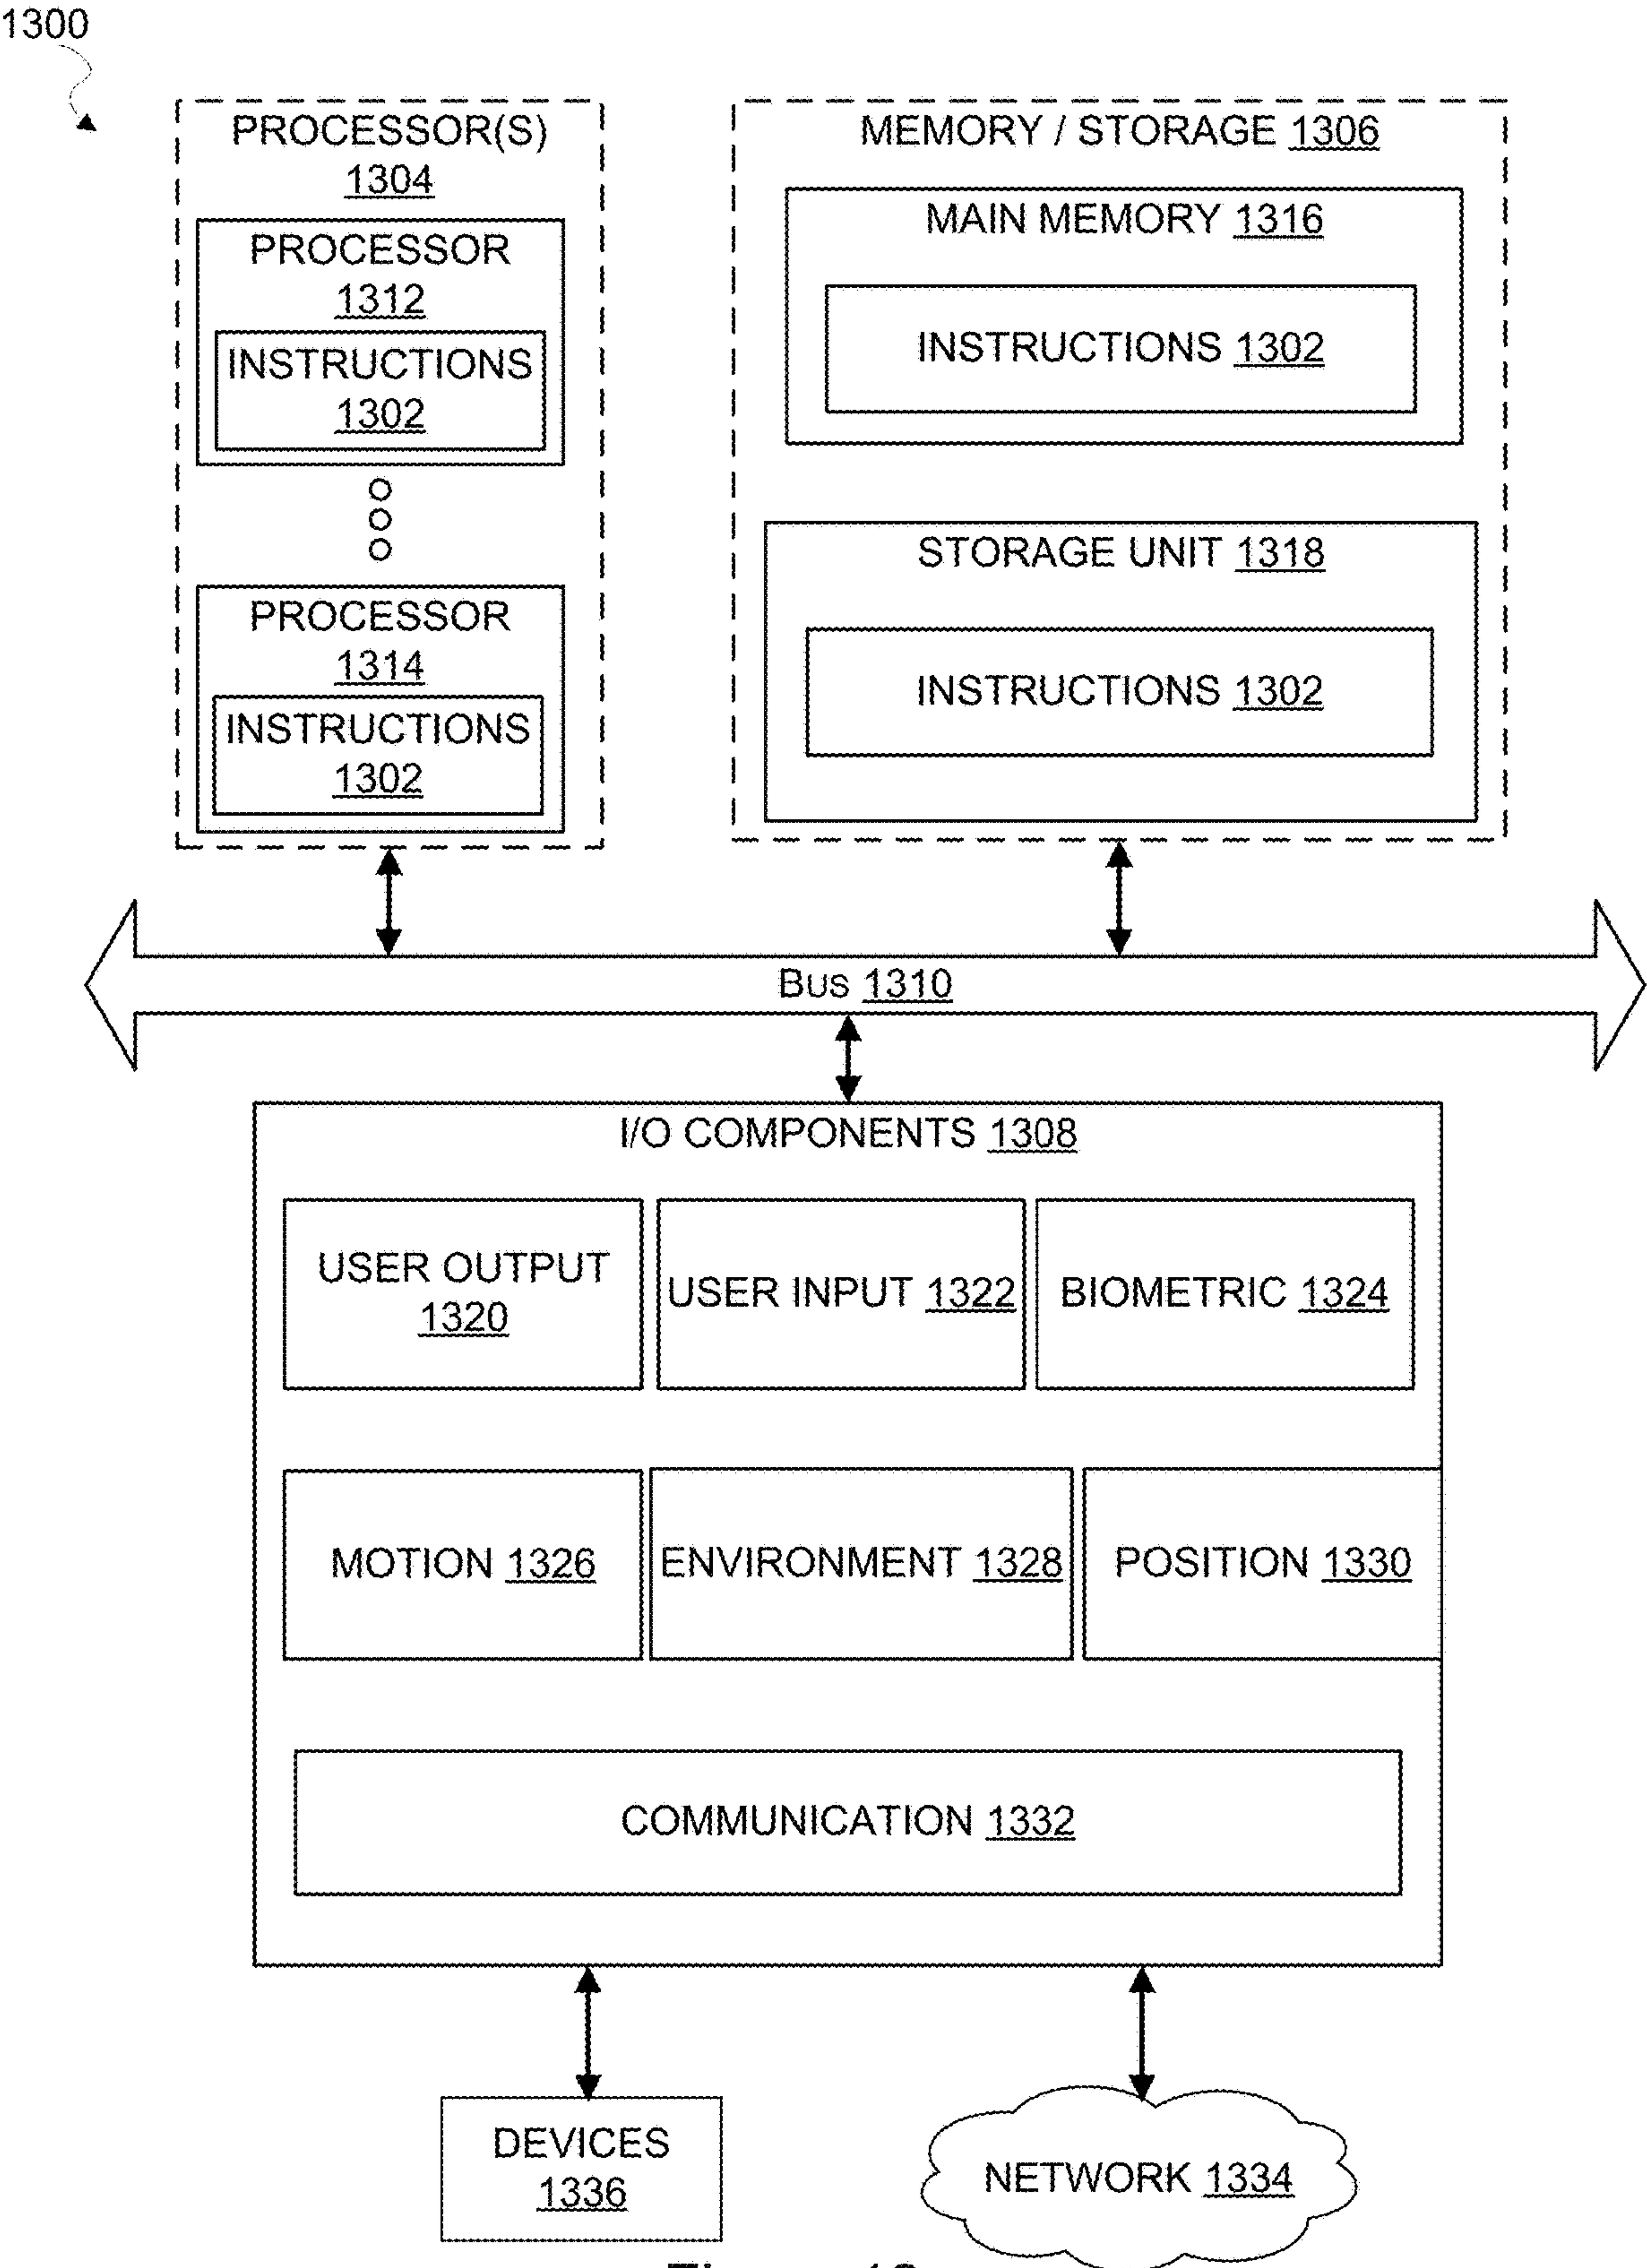 1300
PROCESSOR(S)
1304
PROCESSOR
1312
INSTRUCTIONS
1302
PROCESSOR
1314
INSTRUCTIONS
1302
MEMORY / STORAGE 1306
MAIN MEMORY 1316
INSTRUCTIONS 1302
STORAGE UNIT 1318
INSTRUCTIONS 1302
BUS 1310
I/O COMPONENTS 1308
USER OUTPUT
1320
USER INPUT 1322
BIOMETRIC 1324
MOTION 1326
ENVIRONMENT 1328
POSITION 1330
COMMUNICATION 1332
DEVICES
1336
NETWORK 1334